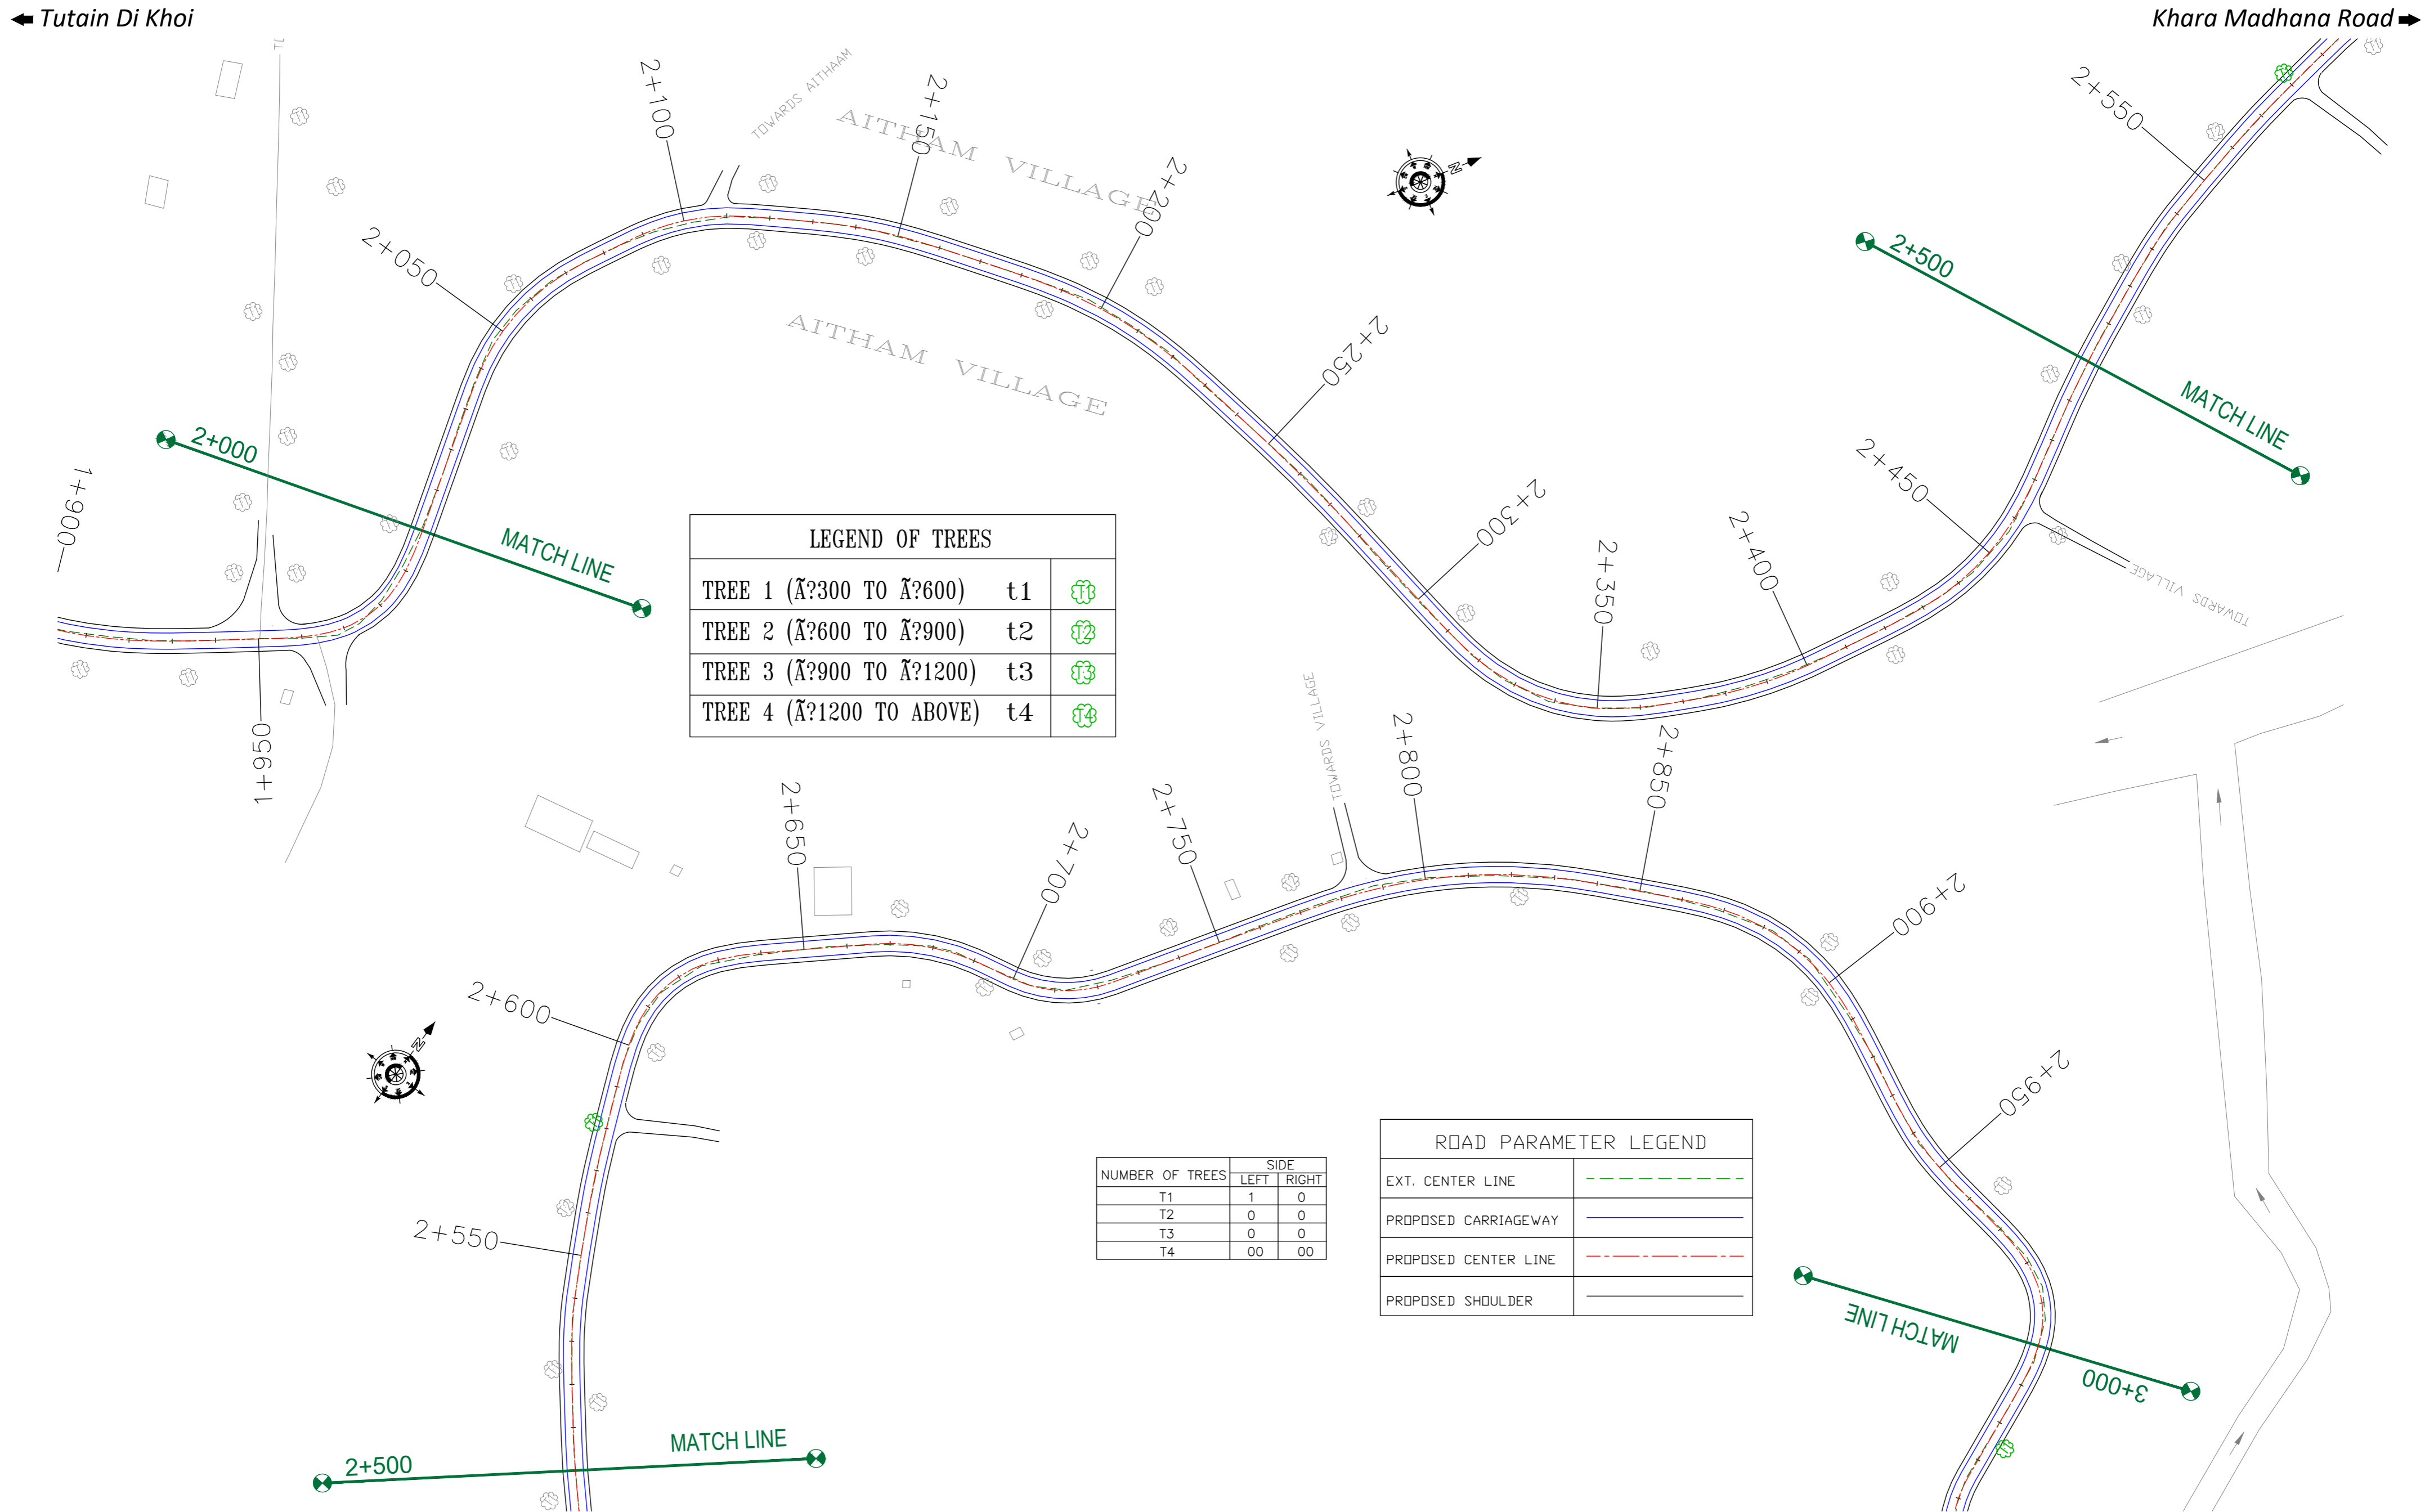 Tutain Di Khoi
Khara Madhana Road
TOWARDS AITHAAM
AITHAM VILLAGE
AITHAM VILLAGE
1+900
1+950
2+000
MATCH LINE
2+050
2+100
2+150
2+200
2+250
2+300
2+350
2+400
2+450
2+500
MATCH LINE
2+550
N
TOWARDS VILLAGE
LEGEND OF TREES
TREE 1 (Ã?300 TO Ã?600) t1 T1
TREE 2 (Ã?600 TO Ã?900) t2 T2
TREE 3 (Ã?900 TO Ã?1200) t3 T3
TREE 4 (Ã?1200 TO ABOVE) t4 T4
TOWARDS VILLAGE
2+500
MATCH LINE
2+550
2+600
2+650
2+700
2+750
2+800
2+850
2+900
2+950
3+000
MATCH LINE
N
NUMBER OF TREES SIDE
LEFT RIGHT
T1 1 0
T2 0 0
T3 0 0
T4 00 00
ROAD PARAMETER LEGEND
EXT. CENTER LINE
PROPOSED CARRIAGEWAY
PROPOSED CENTER LINE
PROPOSED SHOULDER